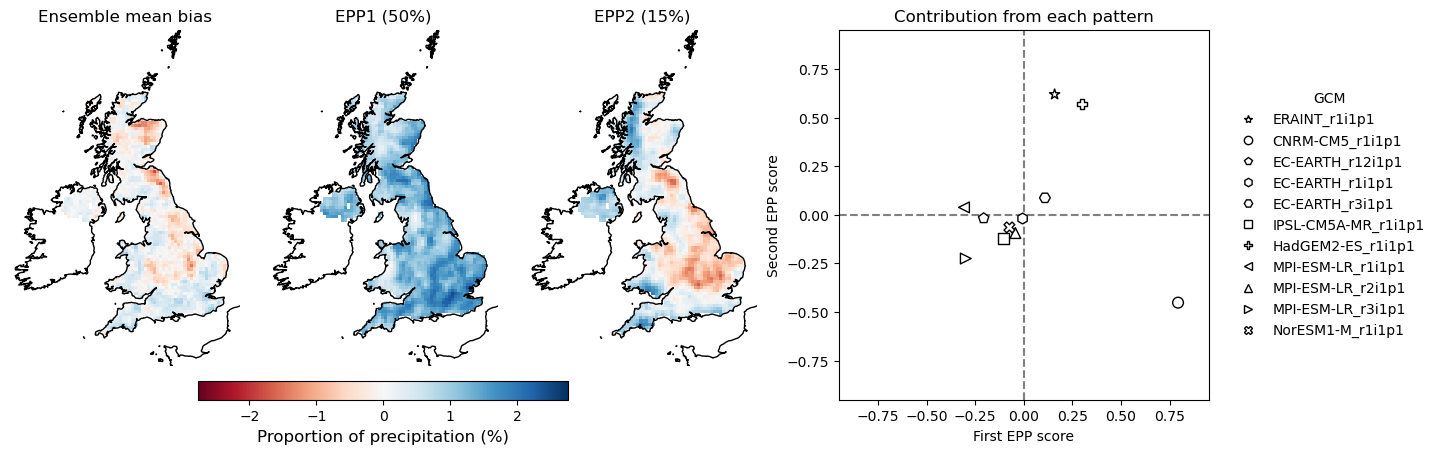 Ensemble mean bias
EPP1 (50%)
EPP2 (15%)
Contribution from each pattern
−2
−1
0
1
2
Proportion of precipitation (%)
0.75
0.50
0.25
0.00
−0.25
−0.50
−0.75
Second EPP score
−0.75
−0.50
−0.25
0.00
0.25
0.50
0.75
First EPP score
GCM
ERAINT_r1i1p1
CNRM-CM5_r1i1p1
EC-EARTH_r12i1p1
EC-EARTH_r1i1p1
EC-EARTH_r3i1p1
IPSL-CM5A-MR_r1i1p1
HadGEM2-ES_r1i1p1
MPI-ESM-LR_r1i1p1
MPI-ESM-LR_r2i1p1
MPI-ESM-LR_r3i1p1
NorESM1-M_r1i1p1